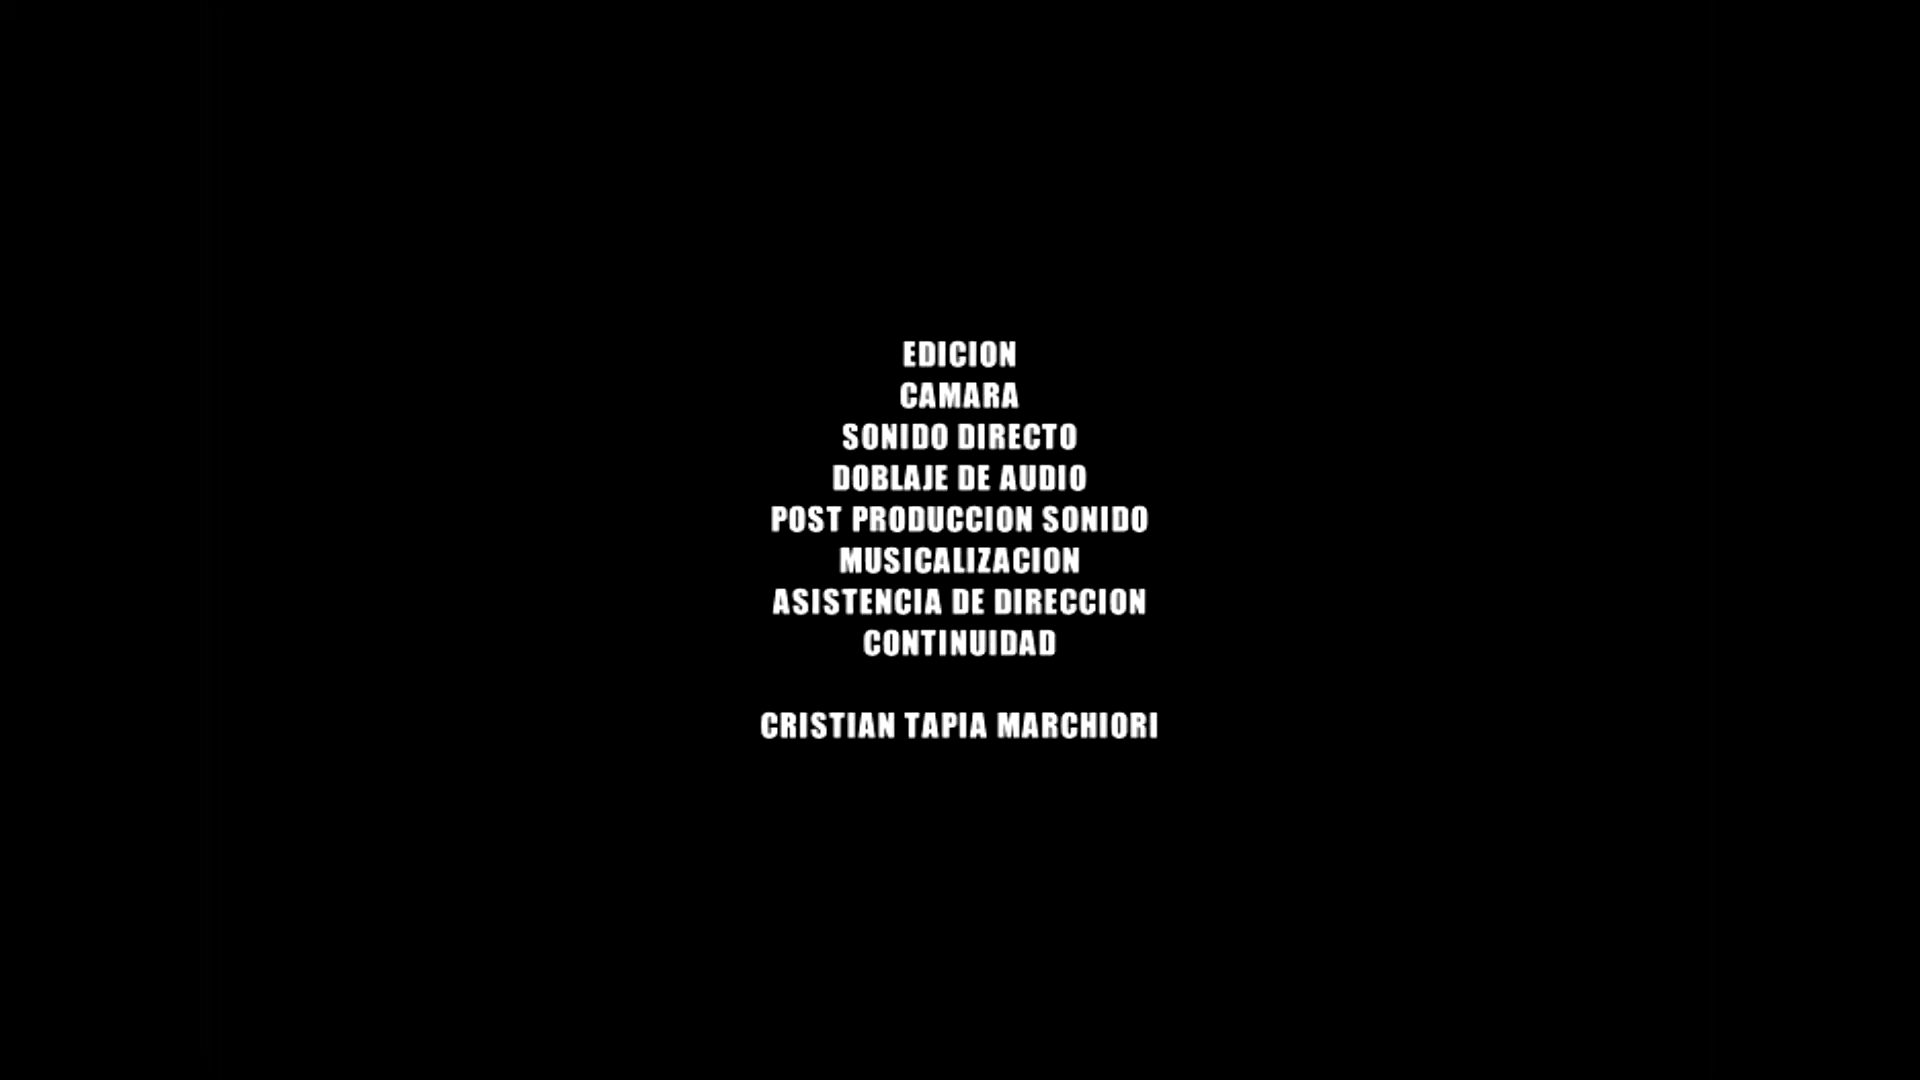 EDICION
CAMARA
SONIDO DIRECTO
DOBLAJE DE AUDIO
POST PRODUCCION SONIDO
MUSICALIZACION
ASISTENCIA DE DIRECCION
CONTINUIDAD
CRISTIAN TAPIA MARCHIORI